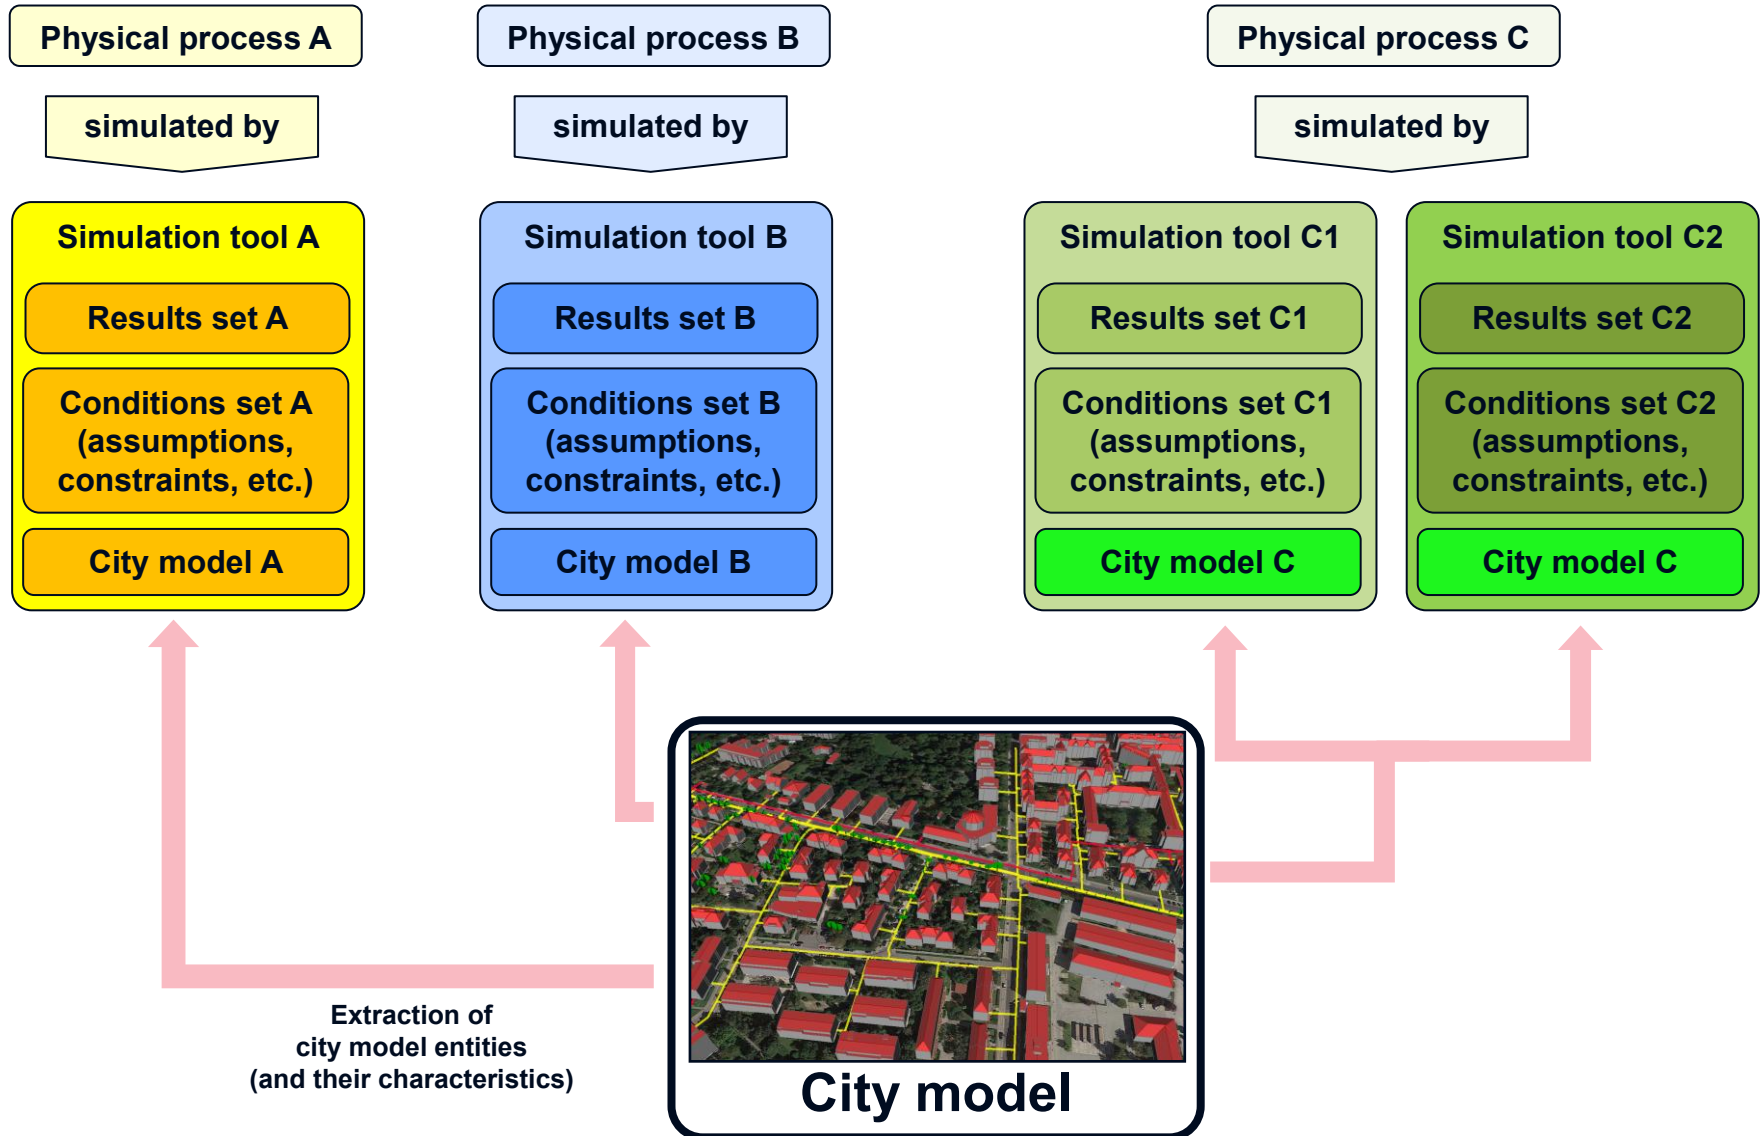 Physical process A
Physical process B
Physical process C
simulated by
simulated by
simulated by
Simulation tool A
Results set A
Conditions set A
(assumptions,
constraints, etc.)
City model A
Simulation tool B
Results set B
Conditions set B
(assumptions,
constraints, etc.)
City model B
Simulation tool C1
Results set C1
Conditions set C1
(assumptions,
constraints, etc.)
City model C
Simulation tool C2
Results set C2
Conditions set C2
(assumptions,
constraints, etc.)
City model C
Extraction of
city model entities
(and their characteristics)
City model